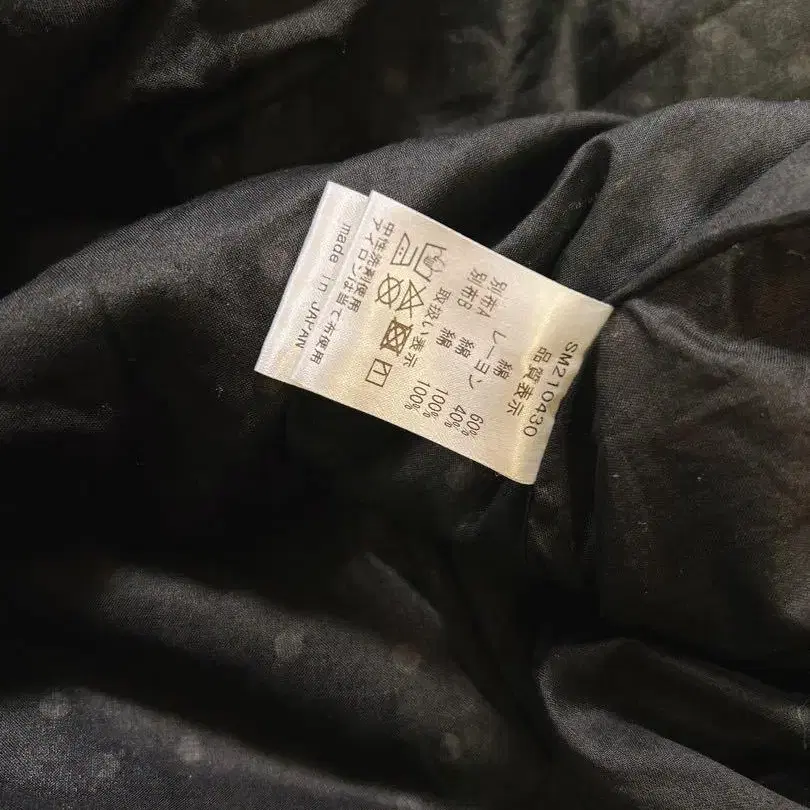 SM210430
品質表示
綿 60%
レーヨン 40%
別布A 綿 100%
別布B 綿 100%
取扱い表示
中性洗剤使用
アイロンは当て布使用
made in JAPAN